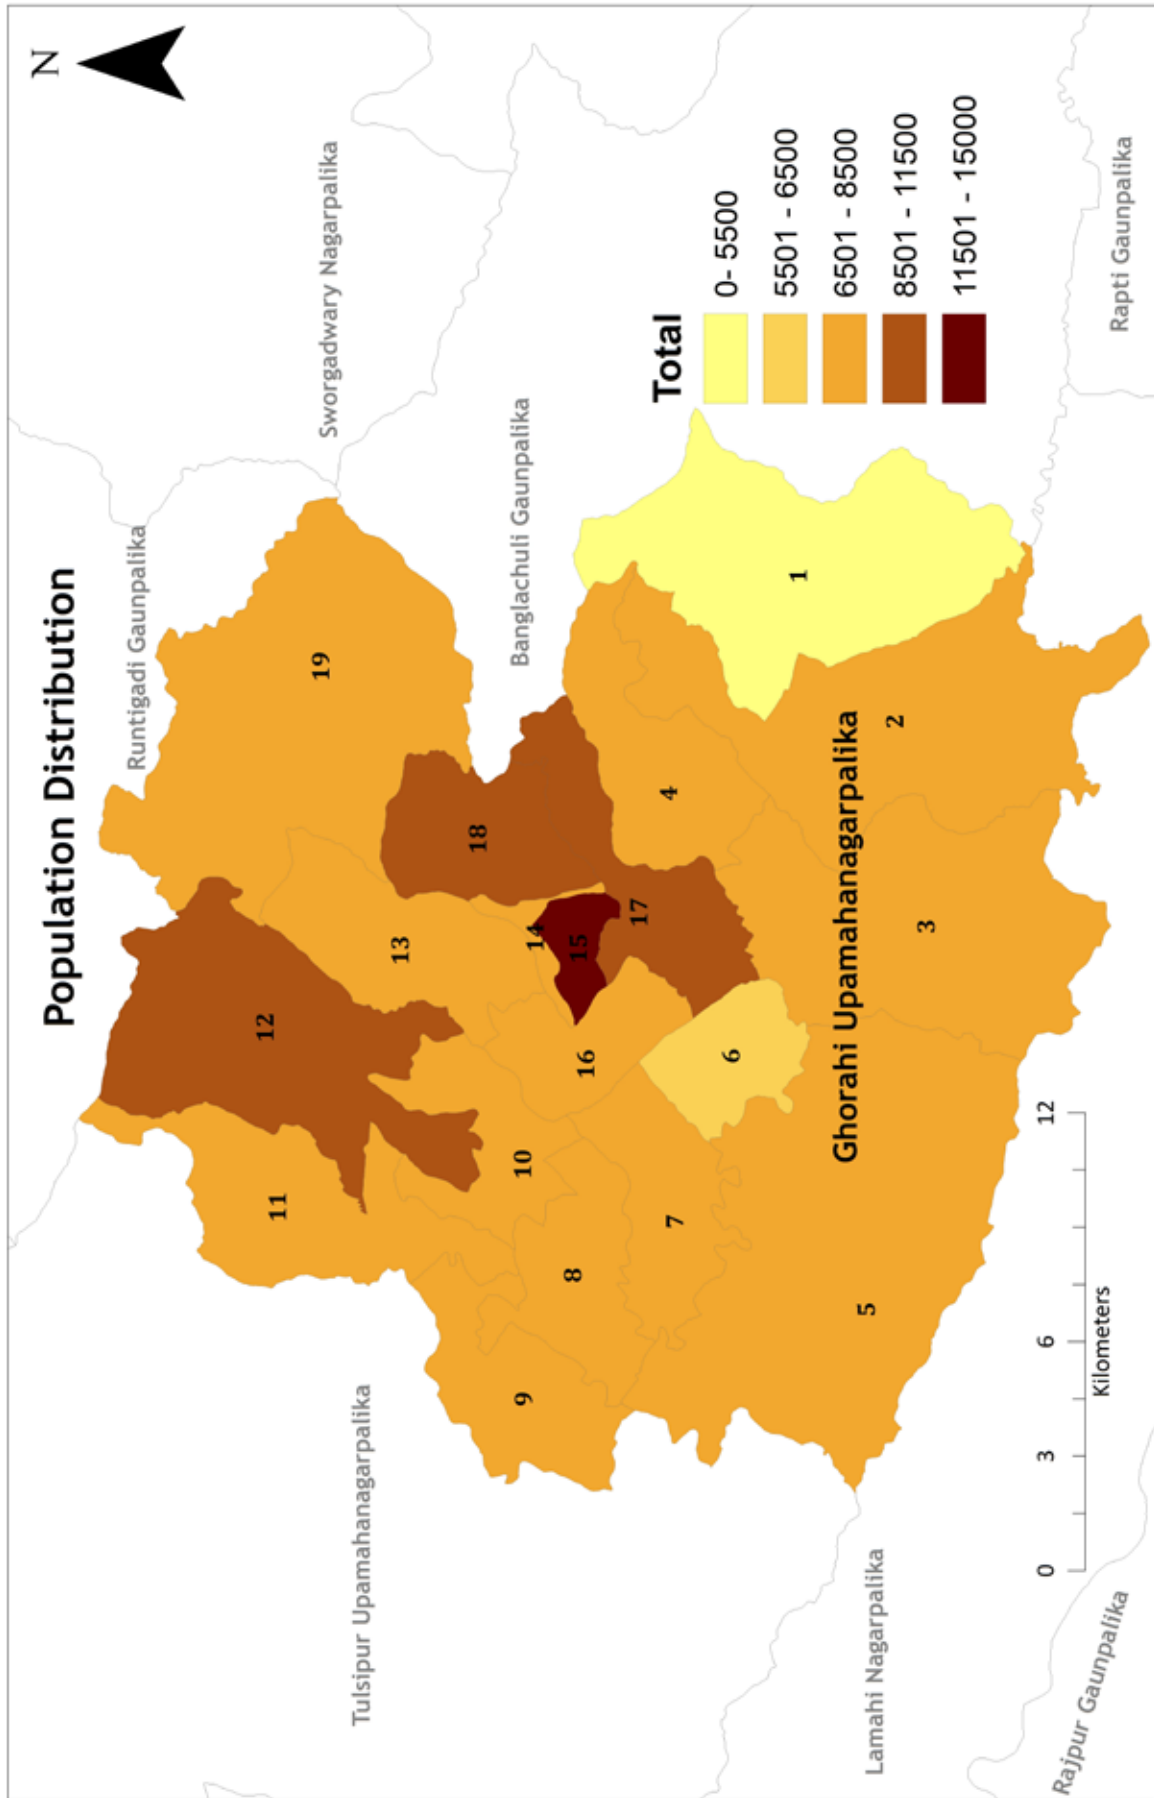 Population Distribution
N
Runtigadi Gaunpalika
Sworgadwary Nagarpalika
Tulsipur Upamahanagarpalika
Banglachuli Gaunpalika
11
12
19
13
18
9
10
14
8
16
15
17
7
6
4
1
Ghorahi Upamahanagarpalika
5
3
2
Lamahi Nagarpalika
Rajpur Gaunpalika
Rapti Gaunpalika
Total
0- 5500
5501 - 6500
6501 - 8500
8501 - 11500
11501 - 15000
0 3 6 12
Kilometers